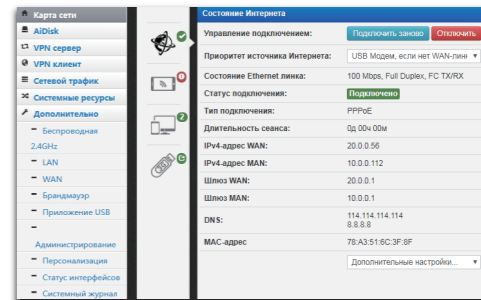 Карта сети
AiDisk
VPN сервер
VPN клиент
Сетевой трафик
Системные ресурсы
Дополнительно
Беспроводная
2.4GHz
LAN
WAN
Брандмауэр
Приложение USB
Администрирование
Персонализация
Статус интерфейсов
Системный журнал
2
Состояние Интернета
Управление подключением: Подключить заново Отключить
Приоритет источника Интернета: USB Модем, если нет WAN-линк
Состояние Ethernet линка: 100 Mbps, Full Duplex, FC TX/RX
Статус подключения: Подключено
Тип подключения: PPPoE
Длительность сеанса: 0д 00ч 00м
IPv4-адрес WAN: 20.0.0.56
IPv4-адрес MAN: 10.0.0.112
Шлюз WAN: 20.0.0.1
Шлюз MAN: 10.0.0.1
DNS: 114.114.114.114
8.8.8.8
MAC-адрес 78:A3:51:6C:3F:8F
Дополнительные настройки...